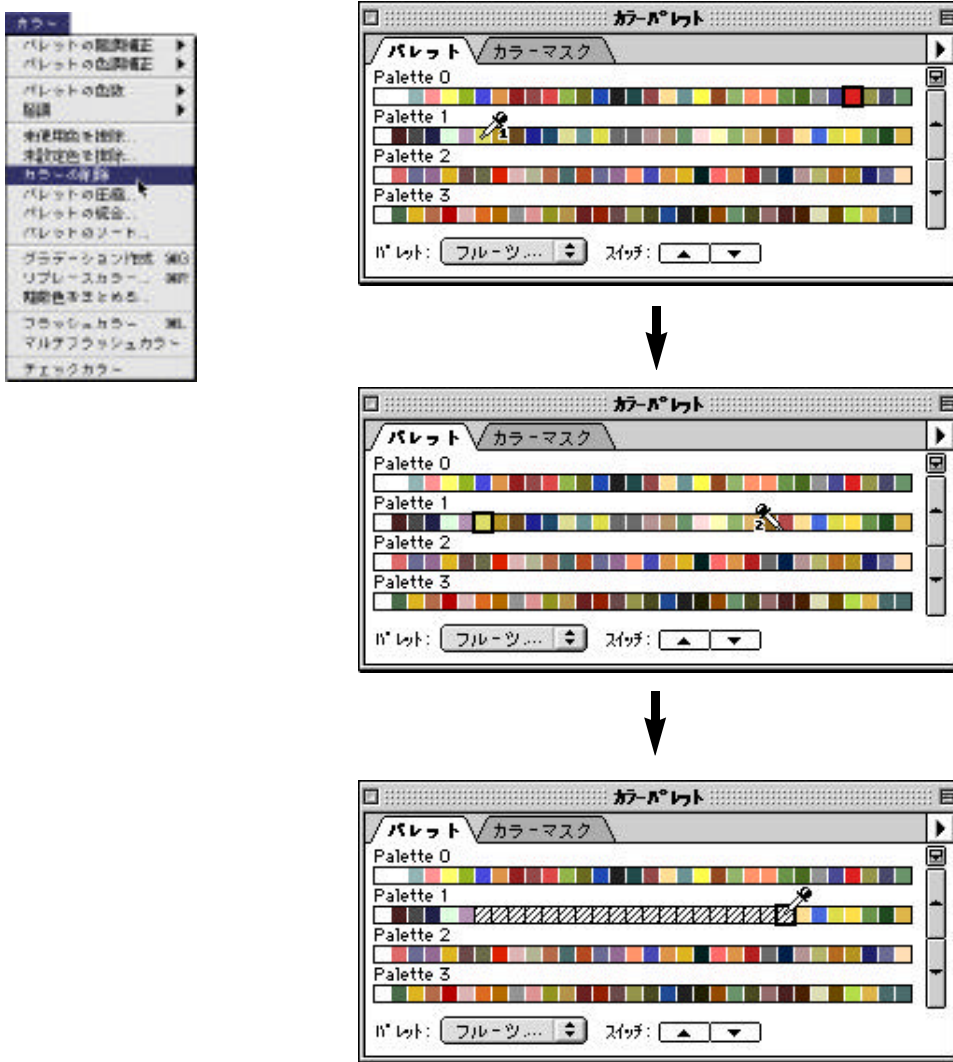 カラー
パレットの階調補正
パレットの色調補正
パレットの色数
階調
未使用色を排除...
未設定色を排除...
カラーの削除
パレットの圧縮...
パレットの統合...
パレットのソート...
グラデーション作成 ⌘G
リプレースカラー... ⌘R
階調色をまとめる...
フラッシュカラー ⌘L
マルチフラッシュカラー
チェックカラー
カラーパレット
パレット
カラーマスク
Palette 0
Palette 1
1
Palette 2
Palette 3
パレット: フルーツ....
スイッチ:
カラーパレット
パレット
カラーマスク
Palette 0
Palette 1
2
Palette 2
Palette 3
パレット: フルーツ....
スイッチ:
カラーパレット
パレット
カラーマスク
Palette 0
Palette 1
Palette 2
Palette 3
パレット: フルーツ....
スイッチ: